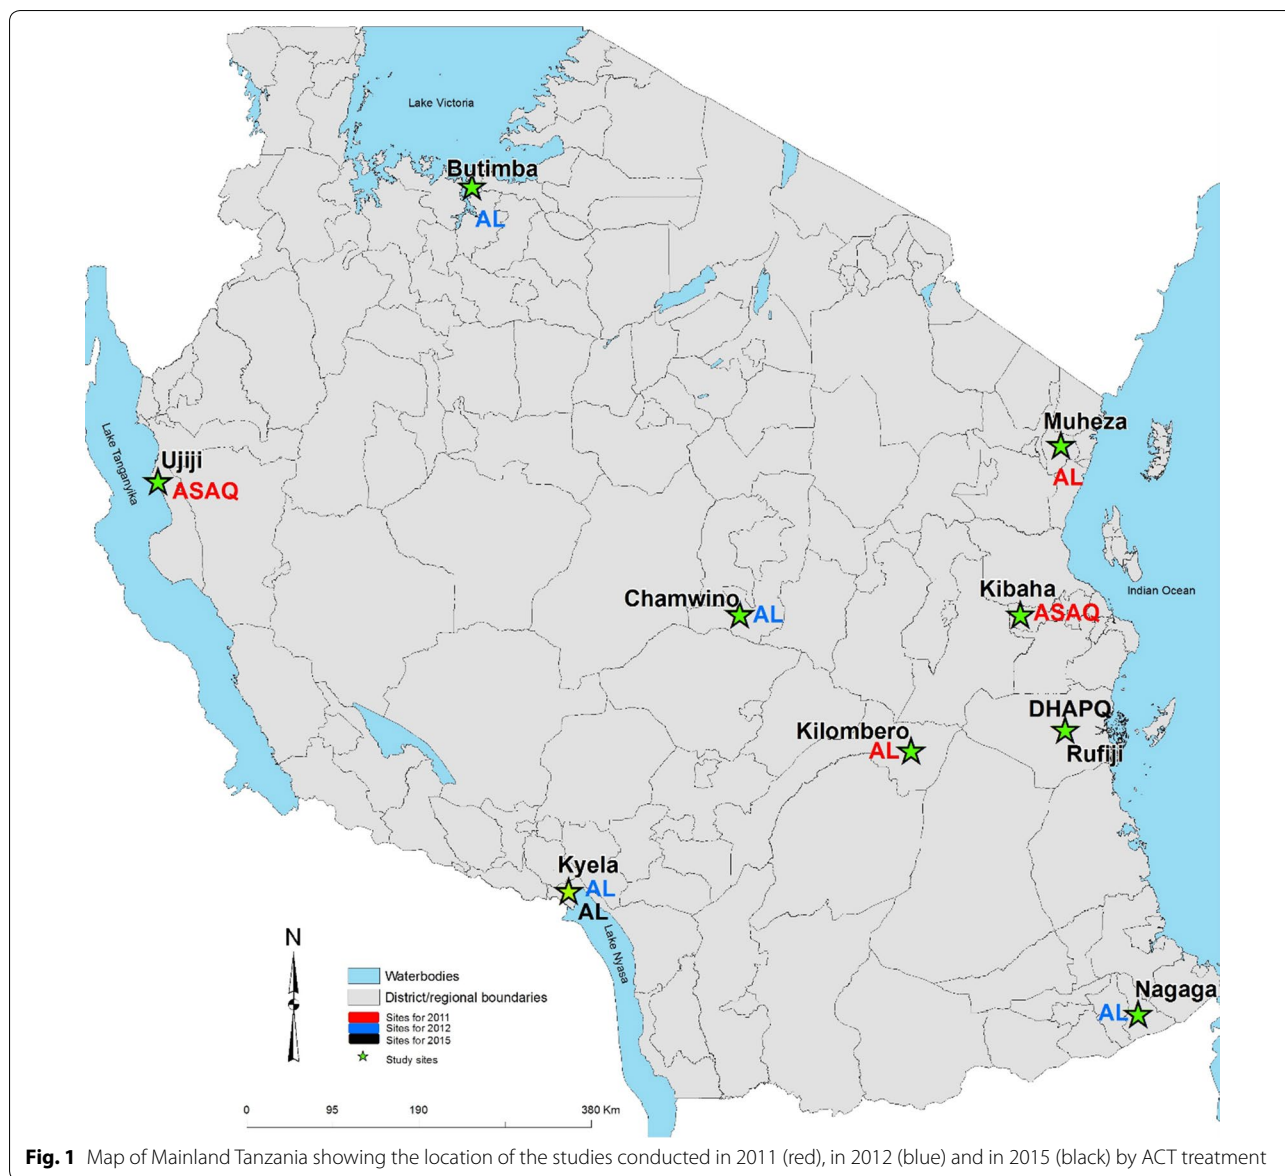 Lake Victoria
Butimba
AL
Lake Tanganyika
Ujiji
ASAQ
Muheza
AL
Chamwino
AL
Kibaha
ASAQ
Indian Ocean
DHAPQ
Rufiji
Kilombero
AL
Kyela
AL
AL
Lake Nyasa
Nagaga
AL
N
Waterbodies
District/regional boundaries
Sites for 2011
Sites for 2012
Sites for 2015
Study sites
0 95 190 380 Km
Fig. 1 Map of Mainland Tanzania showing the location of the studies conducted in 2011 (red), in 2012 (blue) and in 2015 (black) by ACT treatment